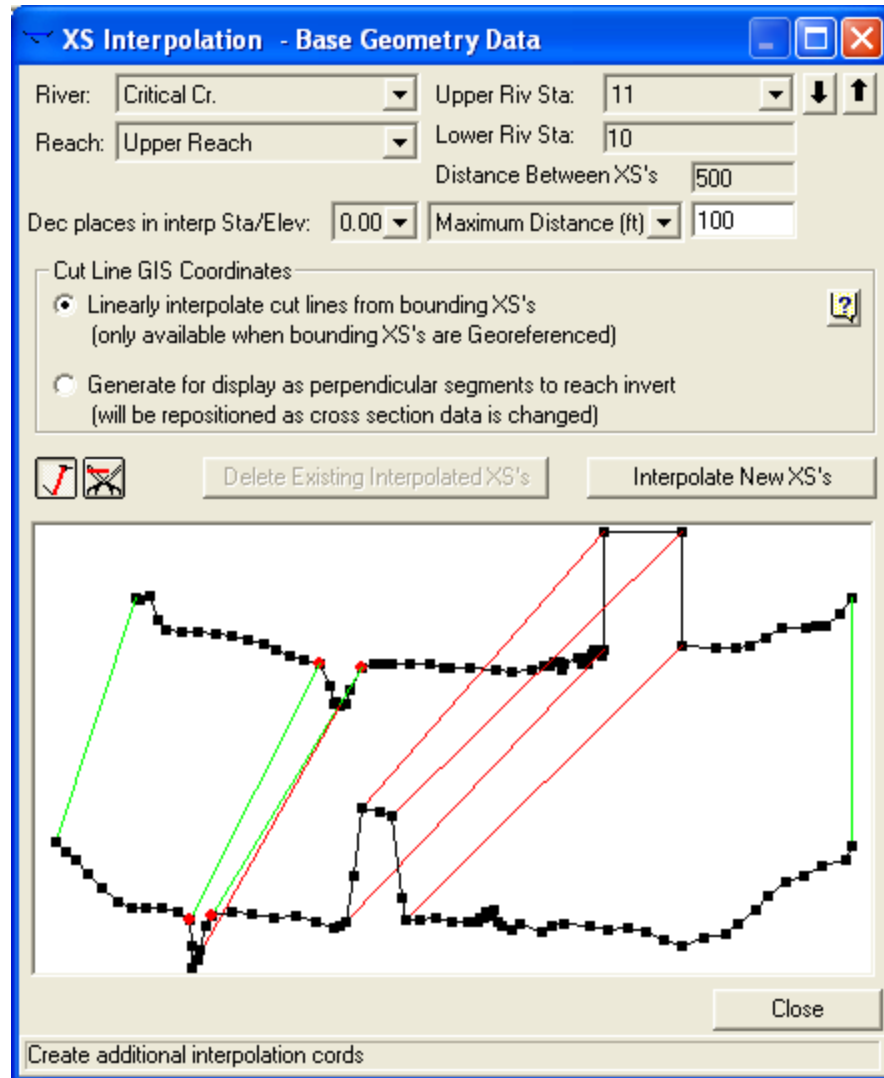 XS Interpolation - Base Geometry Data
River: Critical Cr. Upper Riv Sta: 11
Reach: Upper Reach Lower Riv Sta: 10
Distance Between XS's 500
Dec places in interp Sta/Elev: 0.00 Maximum Distance (ft) 100
Cut Line GIS Coordinates
Linearly interpolate cut lines from bounding XS's
(only available when bounding XS's are Georeferenced)
Generate for display as perpendicular segments to reach invert
(will be repositioned as cross section data is changed)
Delete Existing Interpolated XS's Interpolate New XS's
Close
Create additional interpolation cords